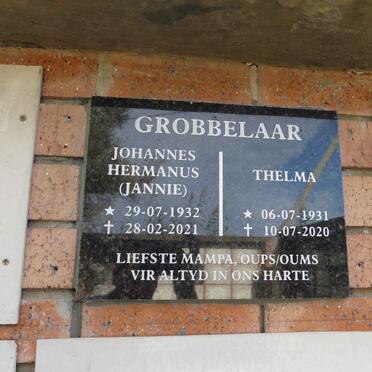 GROBBELAAR
JOHANNES
HERMANUS
(JANNIE)
★ 29-07-1932
✝ 28-02-2021
THELMA
★ 06-07-1931
✝ 10-07-2020
LIEFSTE MAMPA, OUPS/OUMS
VIR ALTYD IN ONS HARTE